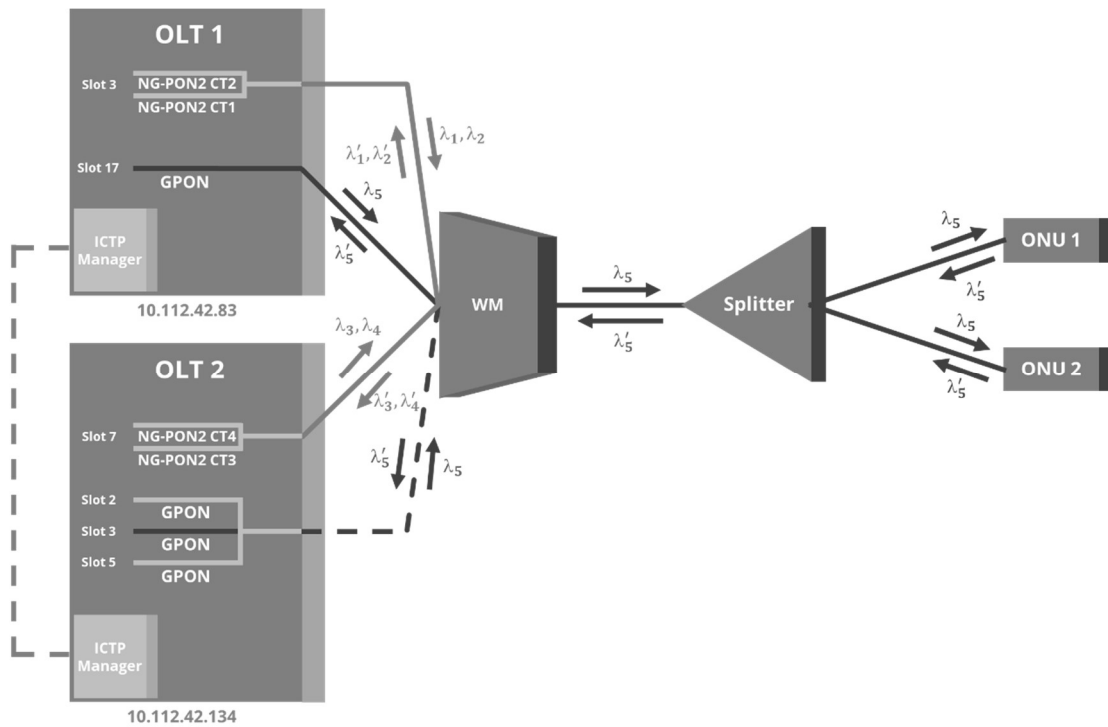 OLT 1
Slot 3
NG-PON2 CT2
NG-PON2 CT1
Slot 17
GPON
ICTP
Manager
10.112.42.83
λ′₁, λ′₂
λ₁, λ₂
λ₅
λ′₅
OLT 2
Slot 7
NG-PON2 CT4
NG-PON2 CT3
Slot 2
GPON
Slot 3
GPON
Slot 5
GPON
ICTP
Manager
10.112.42.134
λ₃, λ₄
λ′₃, λ′₄
λ′₅
λ₅
WM
λ₅
λ′₅
Splitter
λ₅
λ′₅
ONU 1
λ₅
λ′₅
ONU 2